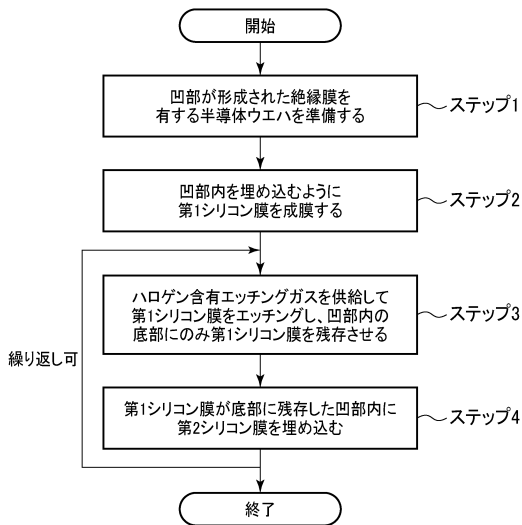 開始
凹部が形成された絶縁膜を
有する半導体ウエハを準備する
ステップ1
凹部内を埋め込むように
第1シリコン膜を成膜する
ステップ2
ハロゲン含有エッチングガスを供給して
第1シリコン膜をエッチングし、凹部内の
底部にのみ第1シリコン膜を残存させる
ステップ3
繰り返し可
第1シリコン膜が底部に残存した凹部内に
第2シリコン膜を埋め込む
ステップ4
終了